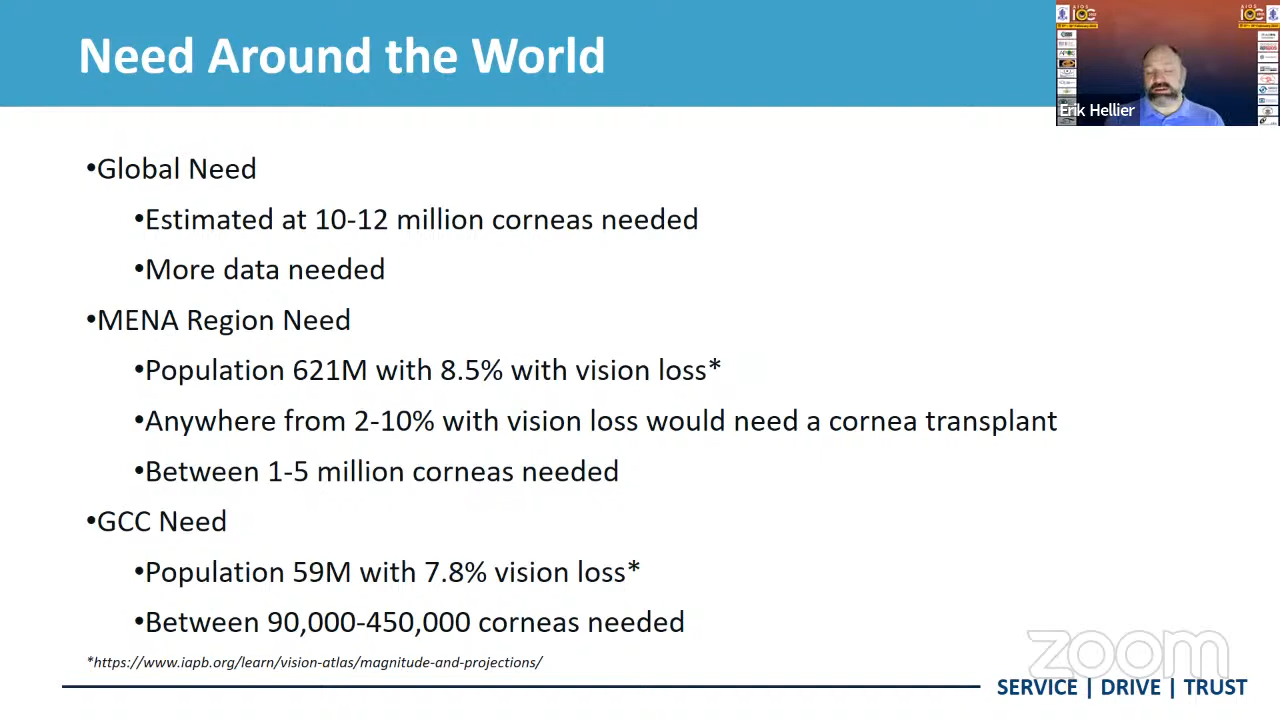 Need Around the World
AIOS
IOC
AIOS
IOC
Erik Hellier
•Global Need
•Estimated at 10-12 million corneas needed
•More data needed
•MENA Region Need
•Population 621M with 8.5% with vision loss*
•Anywhere from 2-10% with vision loss would need a cornea transplant
•Between 1-5 million corneas needed
•GCC Need
•Population 59M with 7.8% vision loss*
•Between 90,000-450,000 corneas needed
*https://www.iapb.org/learn/vision-atlas/magnitude-and-projections/
zoom
SERVICE | DRIVE | TRUST